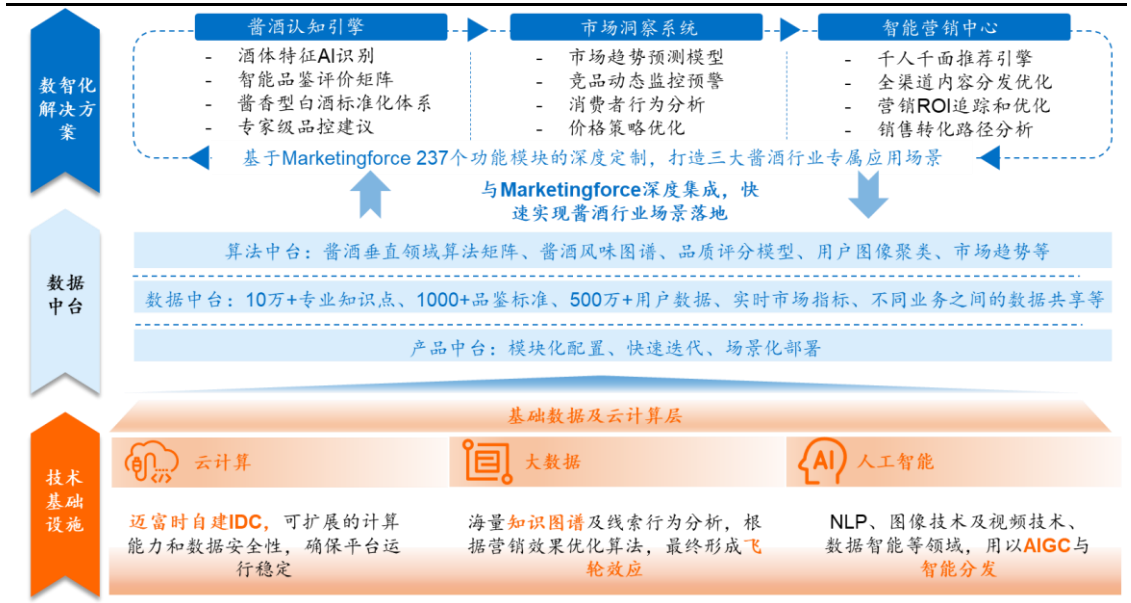 数智化
解决方
案
酱酒认知引擎
- 酒体特征AI识别
- 智能品鉴评价矩阵
- 酱香型白酒标准化体系
- 专家级品控建议
市场洞察系统
- 市场趋势预测模型
- 竞品动态监控预警
- 消费者行为分析
- 价格策略优化
智能营销中心
- 千人千面推荐引擎
- 全渠道内容分发优化
- 营销ROI追踪和优化
- 销售转化路径分析
基于Marketingforce 237个功能模块的深度定制，打造三大酱酒行业专属应用场景
与Marketingforce深度集成，快
速实现酱酒行业场景落地
数据
中台
算法中台：酱酒垂直领域算法矩阵、酱酒风味图谱、品质评分模型、用户图像聚类、市场趋势等
数据中台：10万+专业知识点、1000+品鉴标准、500万+用户数据、实时市场指标、不同业务之间的数据共享等
产品中台：模块化配置、快速迭代、场景化部署
技术
基础
设施
基础数据及云计算层
云计算
迈富时自建IDC，可扩展的计算
能力和数据安全性，确保平台运
行稳定
大数据
海量知识图谱及线索行为分析，根
据营销效果优化算法，最终形成飞
轮效应
AI
人工智能
NLP、图像技术及视频技术、
数据智能等领域，用以AIGC与
智能分发